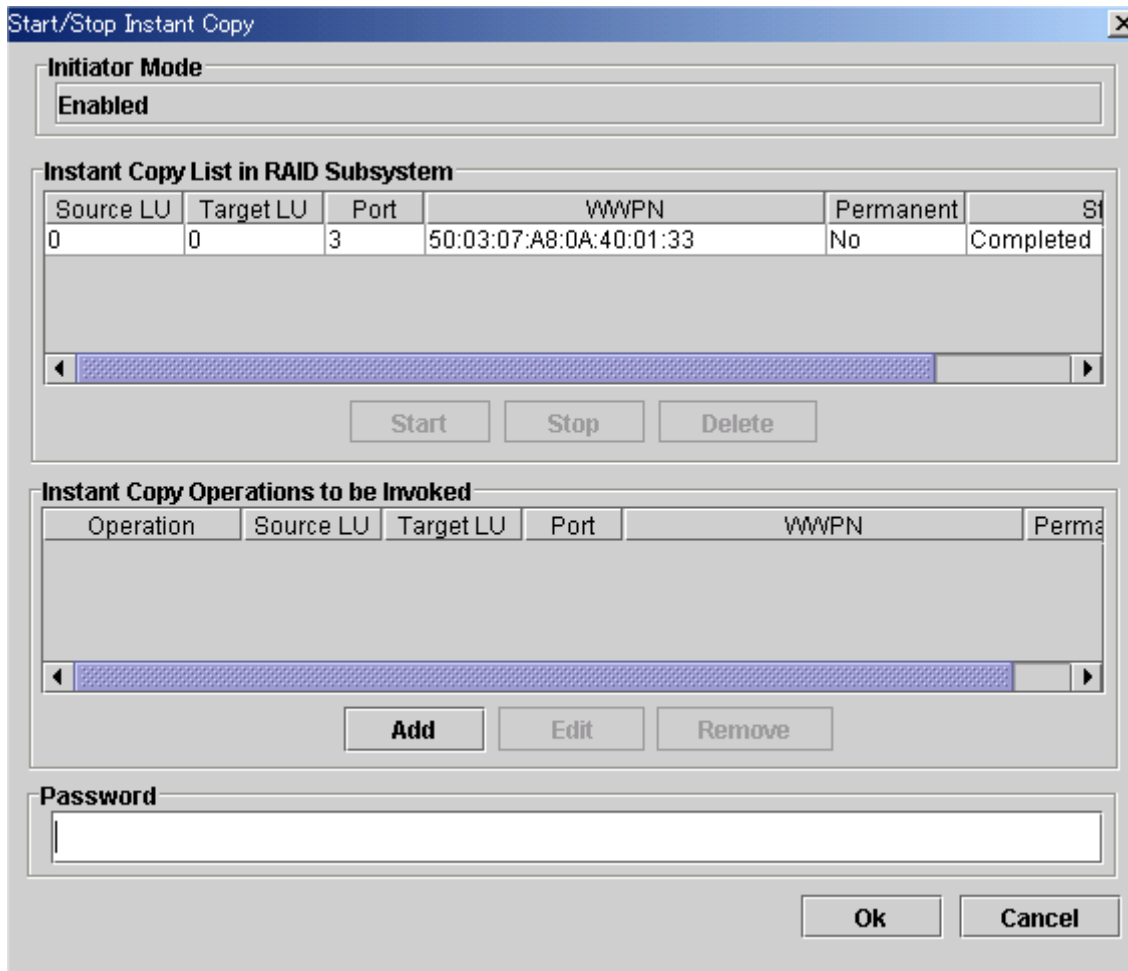 Start/Stop Instant Copy
Initiator Mode
Enabled
Instant Copy List in RAID Subsystem
Source LU Target LU Port WWPN Permanent St
0 0 3 50:03:07:A8:0A:40:01:33 No Completed
Start Stop Delete
Instant Copy Operations to be Invoked
Operation Source LU Target LU Port WWPN Perma
Add Edit Remove
Password
Ok Cancel